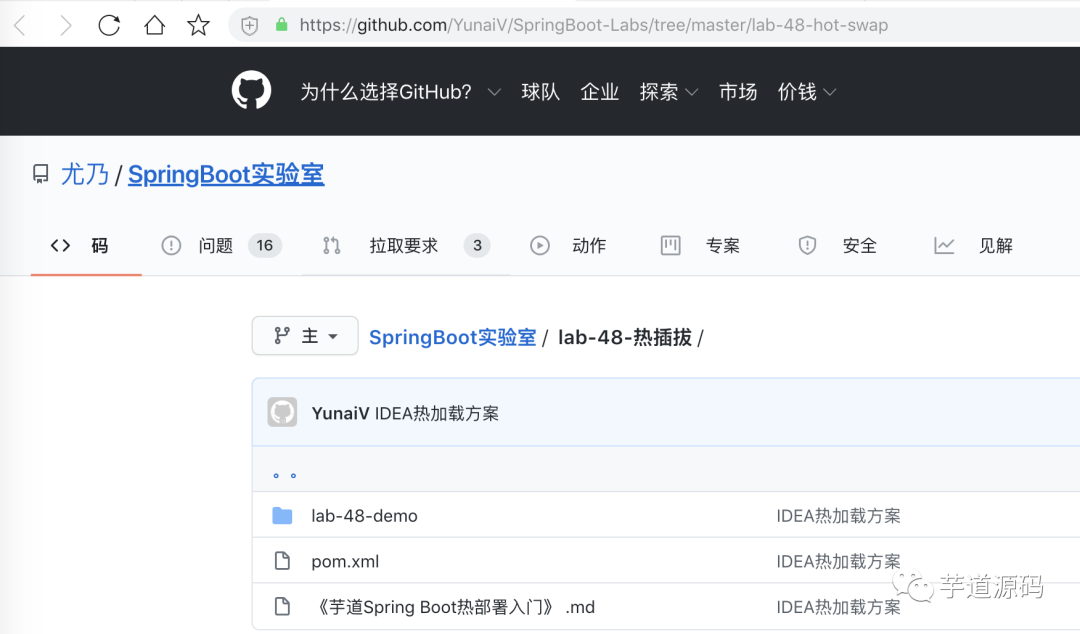 https://github.com/YunaiV/SpringBoot-Labs/tree/master/lab-48-hot-swap
为什么选择GitHub? 球队 企业 探索 市场 价钱
尤乃 / SpringBoot实验室
码 问题 16 拉取要求 3 动作 专案 安全 见解
主 SpringBoot实验室 / lab-48-热插拔 /
YunaiV IDEA热加载方案
。。
lab-48-demo IDEA热加载方案
pom.xml IDEA热加载方案
《芋道Spring Boot热部署入门》 .md IDEA热加载方案
芋道源码